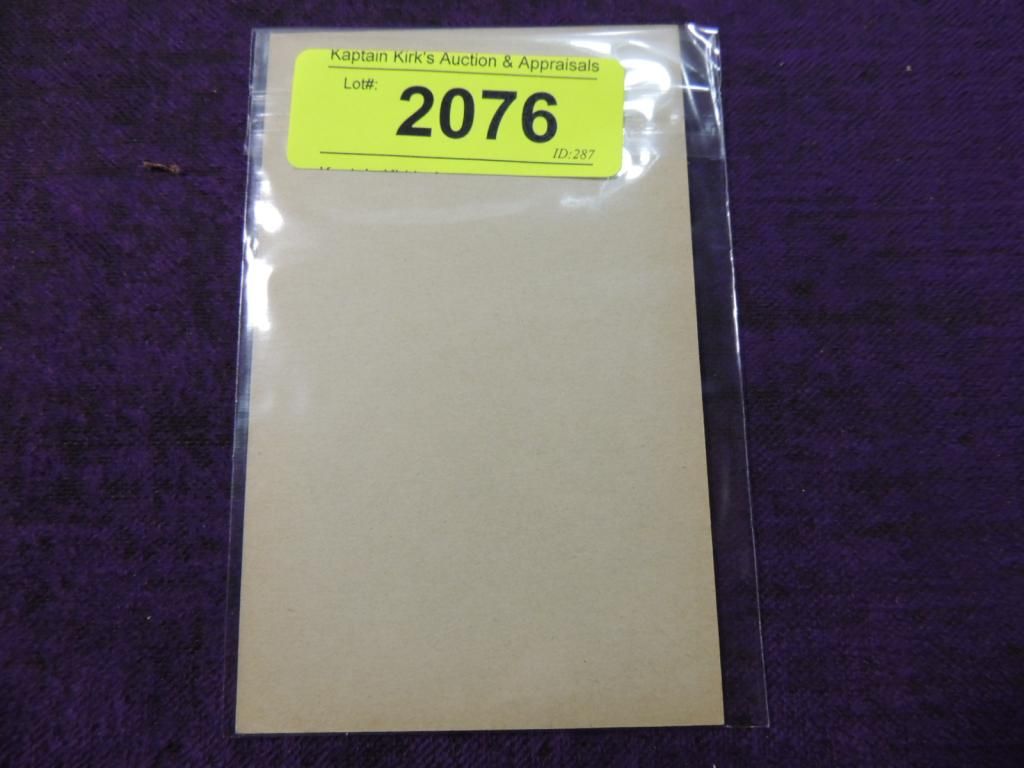 Kaptain Kirk's Auction & Appraisals
Lot#:
2076
ID:287